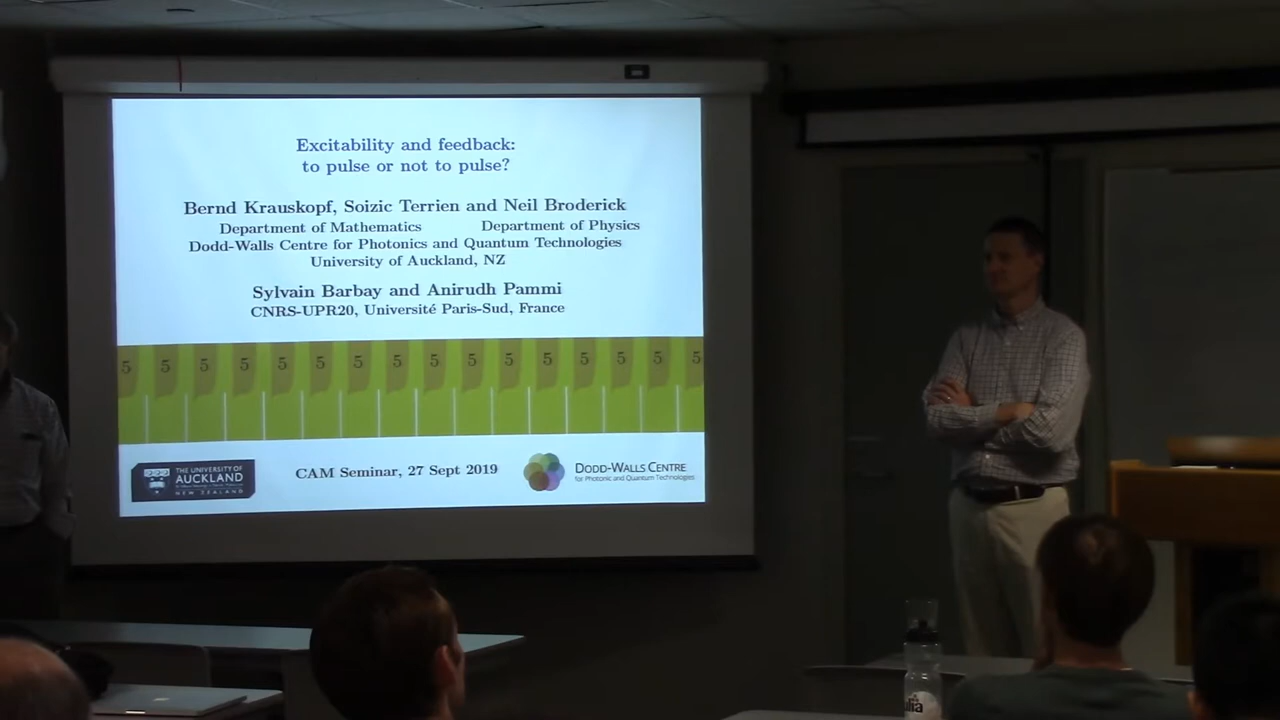 Excitability and feedback:
to pulse or not to pulse?
Bernd Krauskopf, Soizic Terrien and Neil Broderick
Department of Mathematics Department of Physics
Dodd-Walls Centre for Photonics and Quantum Technologies
University of Auckland, NZ
Sylvain Barbay and Anirudh Pammi
CNRS-UPR20, Université Paris-Sud, France
5 5 5 5 5 5 5 5 5 5 5 5 5 5 5 5
THE UNIVERSITY OF
AUCKLAND
NEW ZEALAND
CAM Seminar, 27 Sept 2019
DODD-WALLS CENTRE
for Photonic and Quantum Technologies